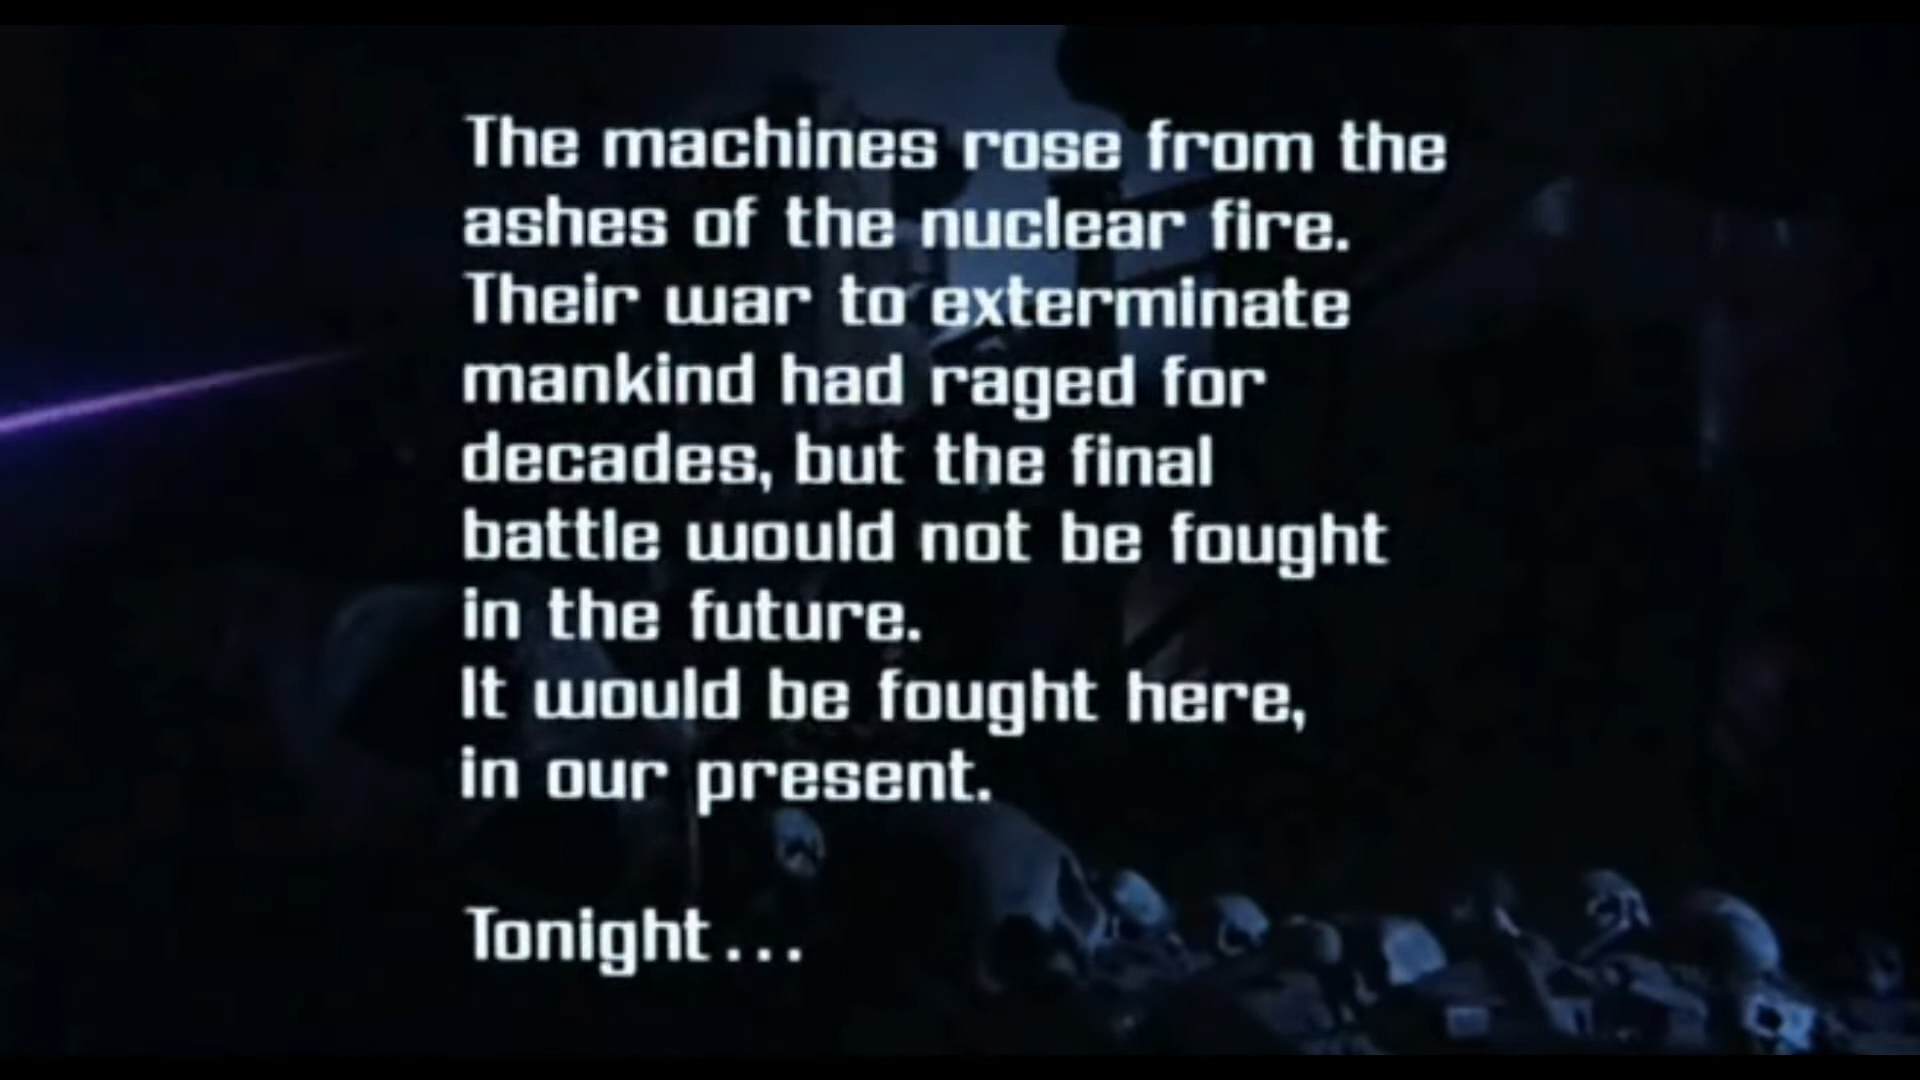 The machines rose from the
ashes of the nuclear fire.
Their war to exterminate
mankind had raged for
decades, but the final
battle would not be fought
in the future.
It would be fought here,
in our present.
Tonight...